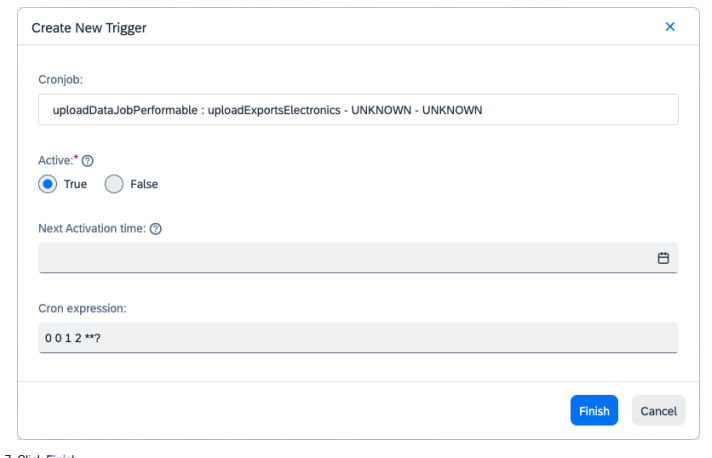 Create New Trigger
Cronjob:
uploadDataJobPerformable : uploadExportsElectronics - UNKNOWN - UNKNOWN
Active:*
True False
Next Activation time:
Cron expression:
0 0 1 2 **?
Finish Cancel
7. Click Finish